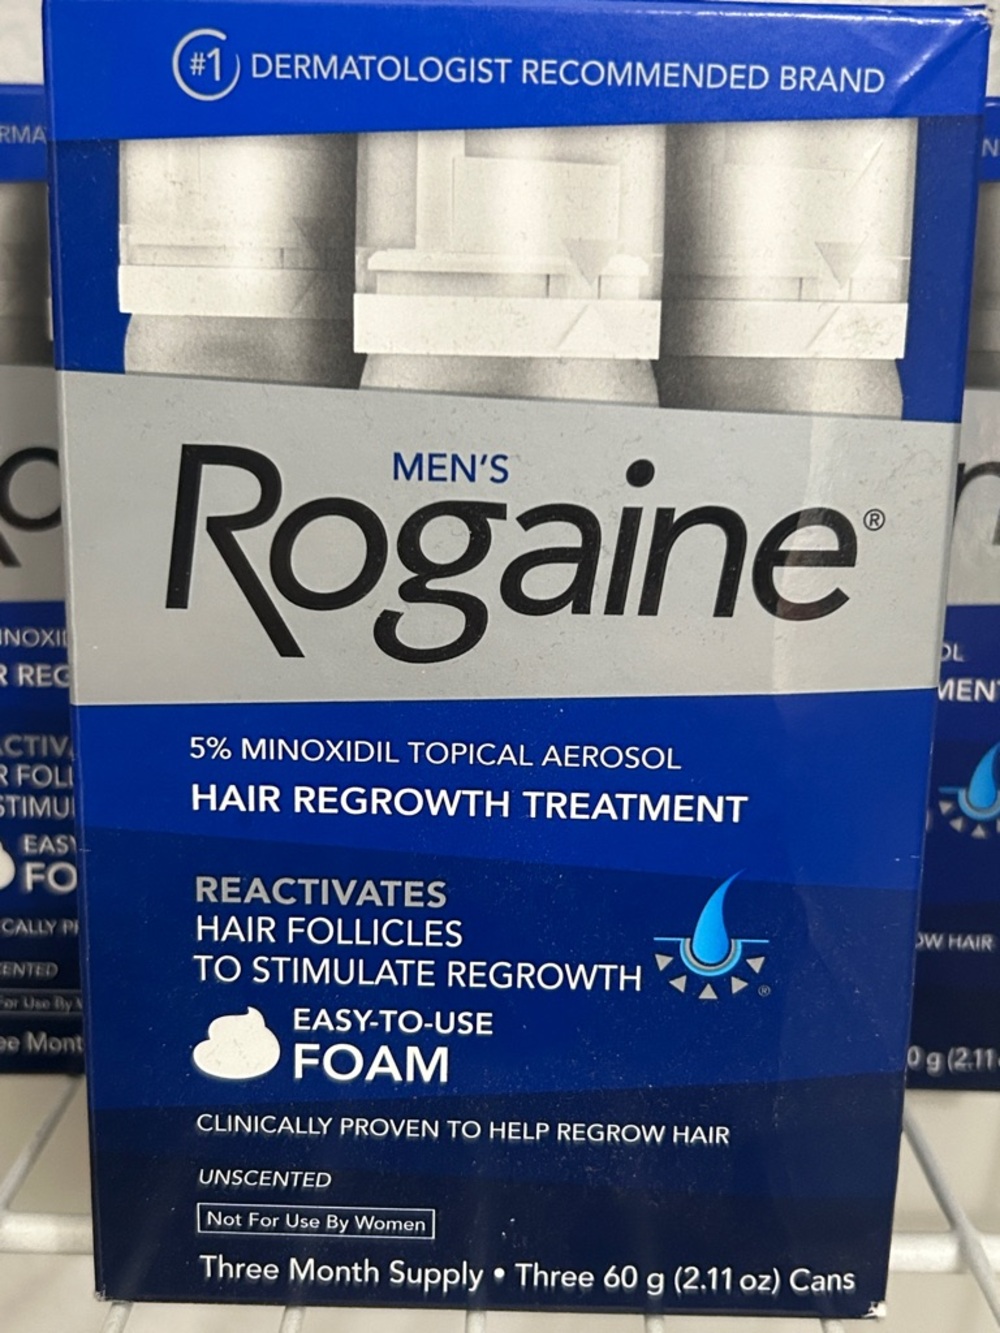 #1 DERMATOLOGIST RECOMMENDED BRAND
MEN'S
Rogaine®
5% MINOXIDIL TOPICAL AEROSOL
HAIR REGROWTH TREATMENT
REACTIVATES
HAIR FOLLICLES
TO STIMULATE REGROWTH
®
EASY-TO-USE
FOAM
CLINICALLY PROVEN TO HELP REGROW HAIR
UNSCENTED
Not For Use By Women
Three Month Supply • Three 60 g (2.11 oz) Cans